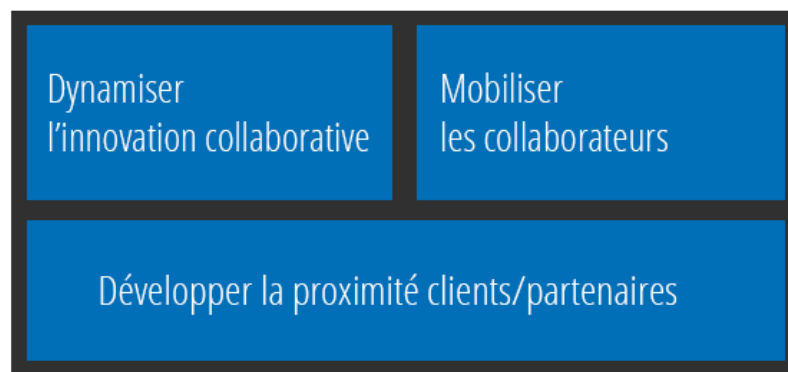 Dynamiser
l’innovation collaborative
Mobiliser
les collaborateurs
Développer la proximité clients/partenaires